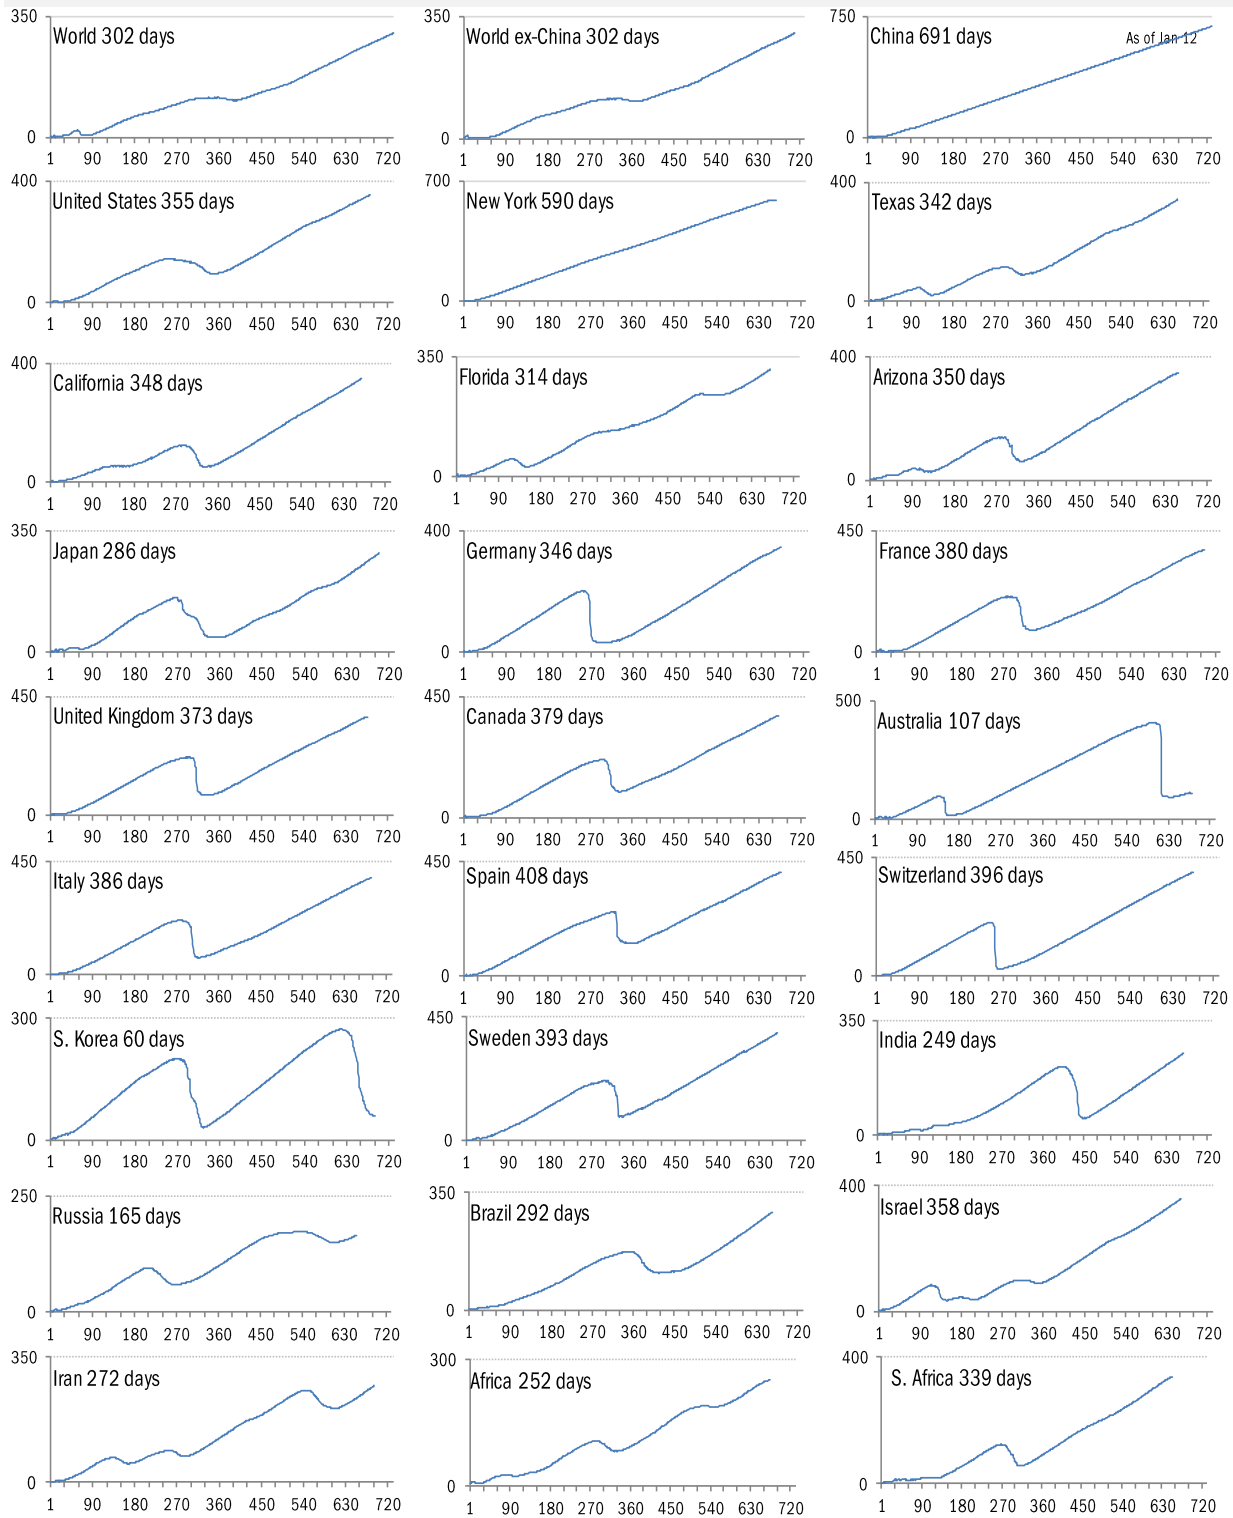 350 350 750
World 302 days World ex-China 302 days China 691 days As of Jan 12
0 0 0
1 90 180 270 360 450 540 630 720 1 90 180 270 360 450 540 630 720 1 90 180 270 360 450 540 630 720
400 700 400
United States 355 days New York 590 days Texas 342 days
0 0 0
1 90 180 270 360 450 540 630 720 1 90 180 270 360 450 540 630 720 1 90 180 270 360 450 540 630 720
400 350 400
California 348 days Florida 314 days Arizona 350 days
0 0 0
1 90 180 270 360 450 540 630 720 1 90 180 270 360 450 540 630 720 1 90 180 270 360 450 540 630 720
350 400 450
Japan 286 days Germany 346 days France 380 days
0 0 0
1 90 180 270 360 450 540 630 720 1 90 180 270 360 450 540 630 720 1 90 180 270 360 450 540 630 720
450 450 500
United Kingdom 373 days Canada 379 days Australia 107 days
0 0 0
1 90 180 270 360 450 540 630 720 1 90 180 270 360 450 540 630 720 1 90 180 270 360 450 540 630 720
450 450 450
Italy 386 days Spain 408 days Switzerland 396 days
0 0 0
1 90 180 270 360 450 540 630 720 1 90 180 270 360 450 540 630 720 1 90 180 270 360 450 540 630 720
300 450 350
S. Korea 60 days Sweden 393 days India 249 days
0 0 0
1 90 180 270 360 450 540 630 720 1 90 180 270 360 450 540 630 720 1 90 180 270 360 450 540 630 720
250 350 400
Russia 165 days Brazil 292 days Israel 358 days
0 0 0
1 90 180 270 360 450 540 630 720 1 90 180 270 360 450 540 630 720 1 90 180 270 360 450 540 630 720
350 300 400
Iran 272 days Africa 252 days S. Africa 339 days
0 0 0
1 90 180 270 360 450 540 630 720 1 90 180 270 360 450 540 630 720 1 90 180 270 360 450 540 630 720